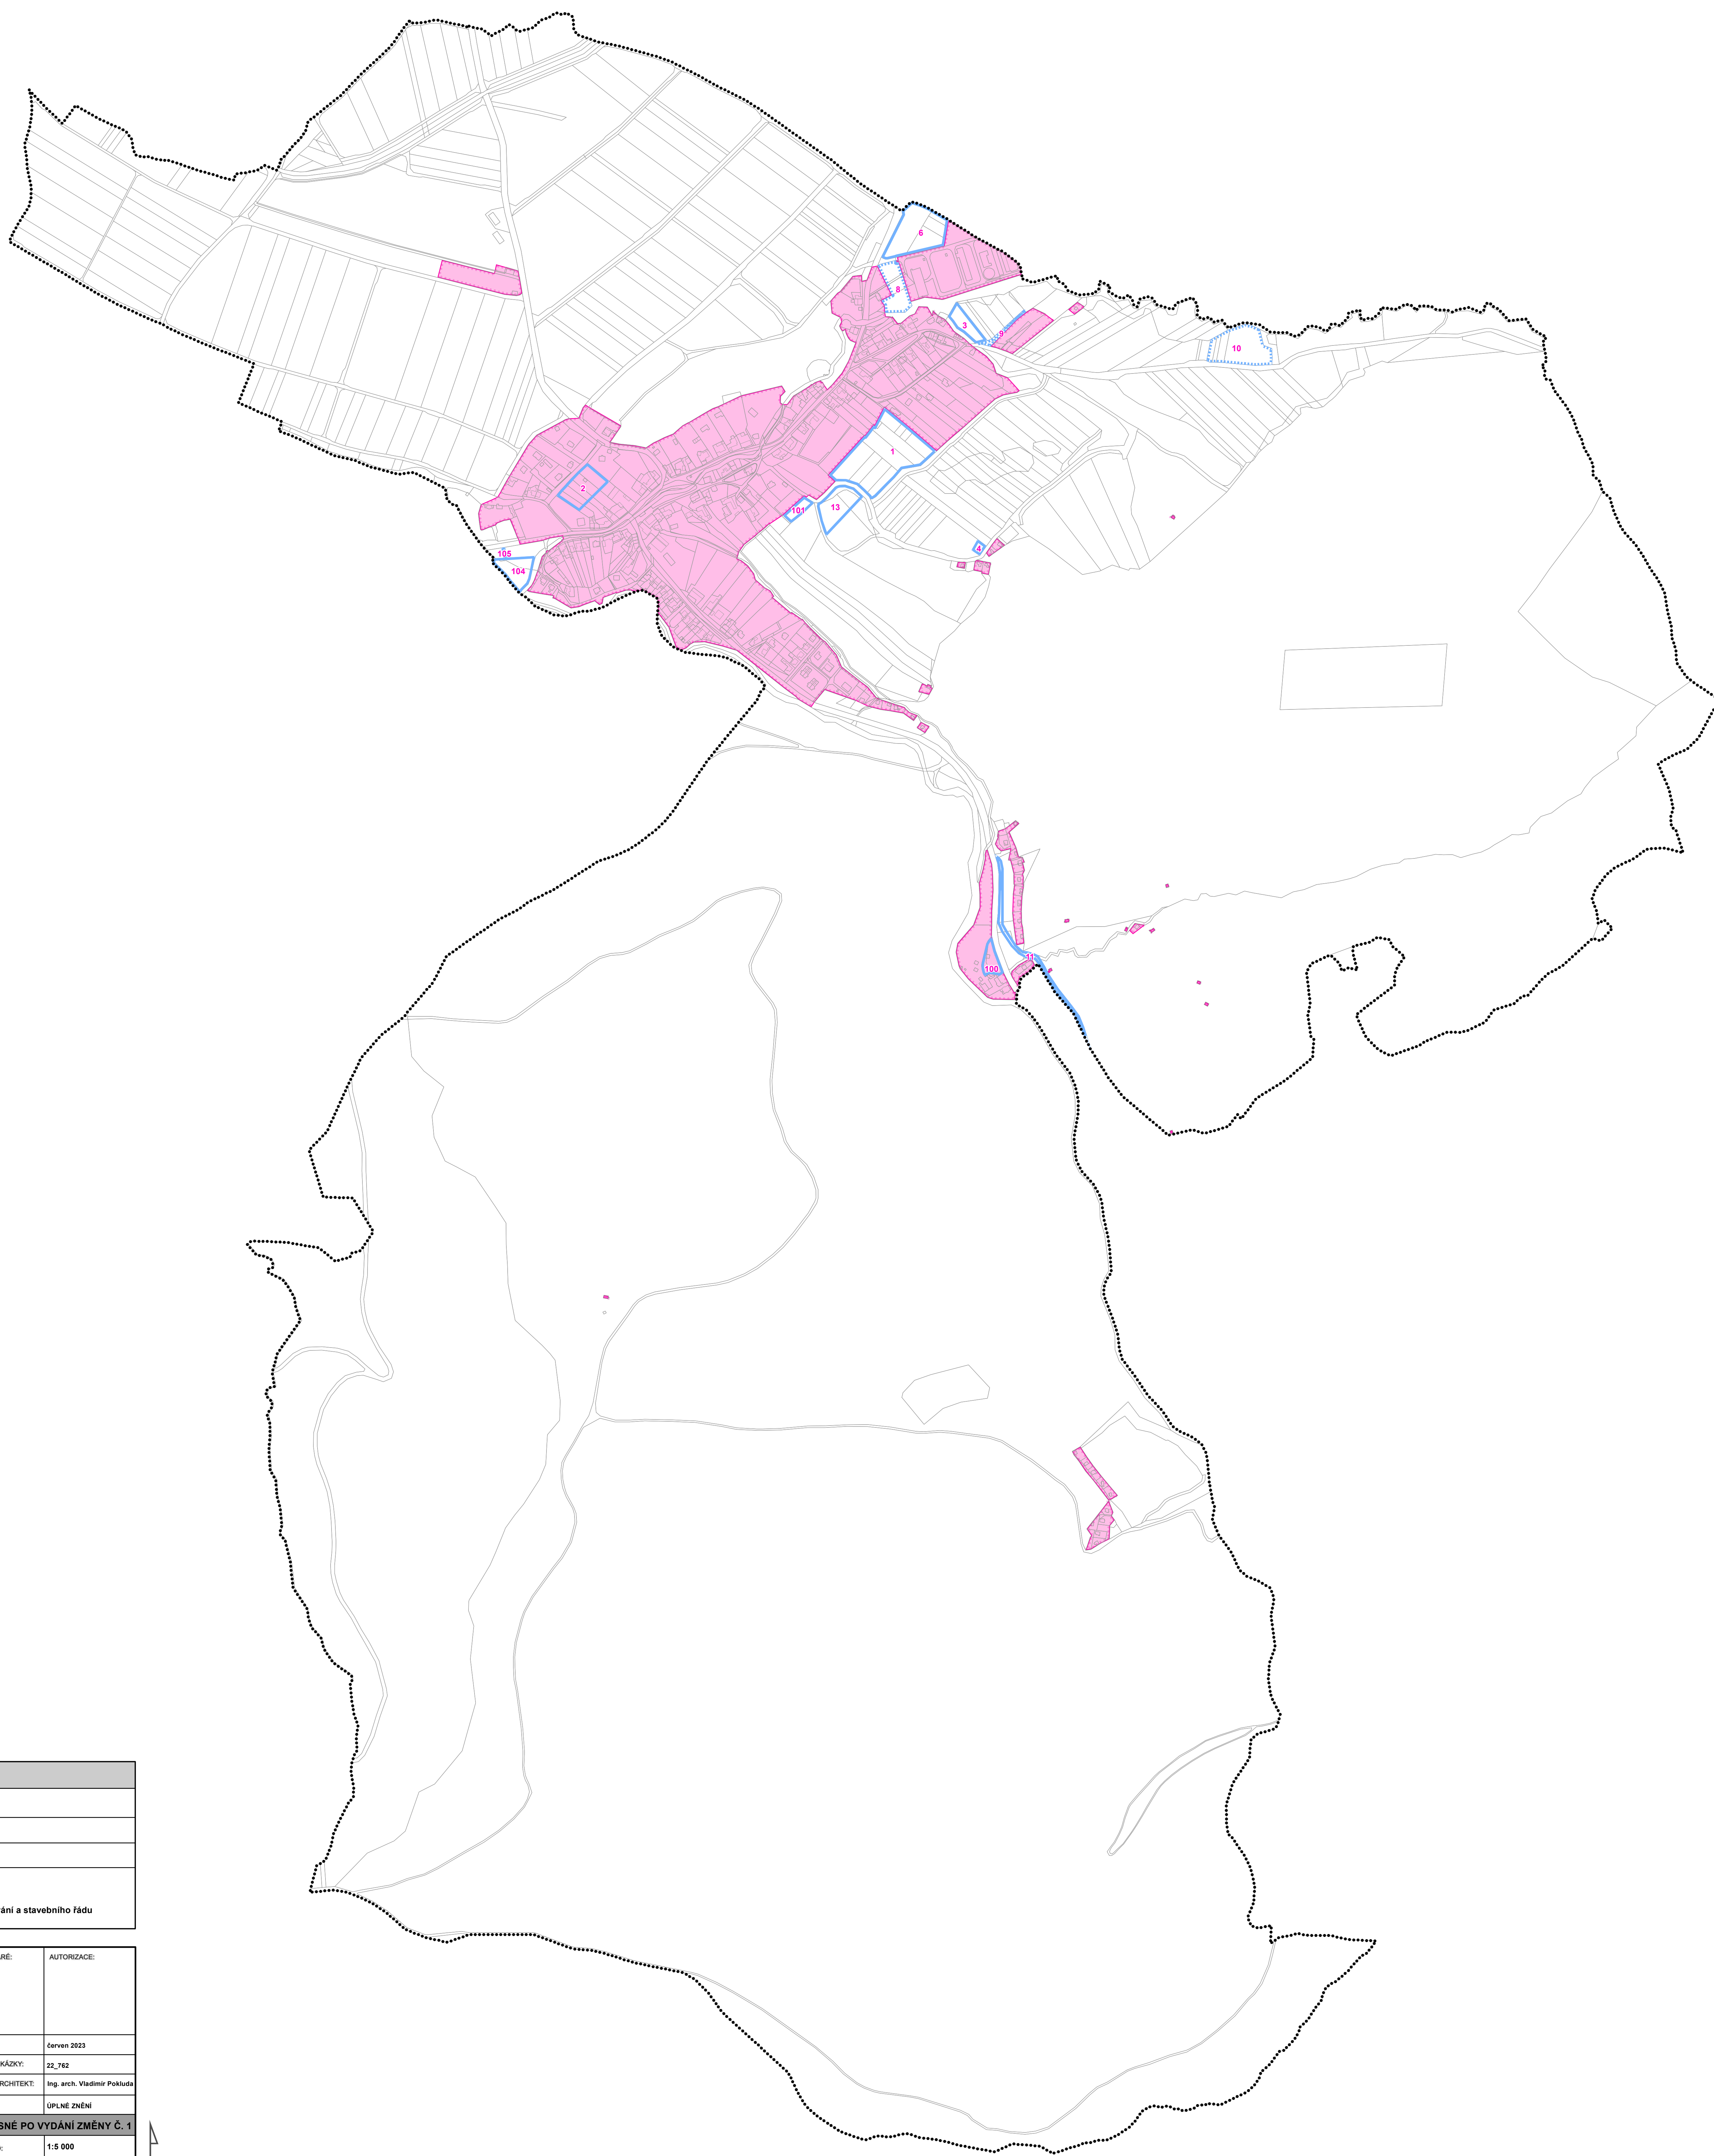 6
8
3
9
10
1
2
101
13
4
105
104
11
100
ání a stavebního řádu
ARÉ: AUTORIZACE:
červen 2023
KÁZKY: 22_762
RCHITEKT: Ing. arch. Vladimír Pokluda
ÚPLNÉ ZNĚNÍ
SNÉ PO VYDÁNÍ ZMĚNY Č. 1
1:5 000